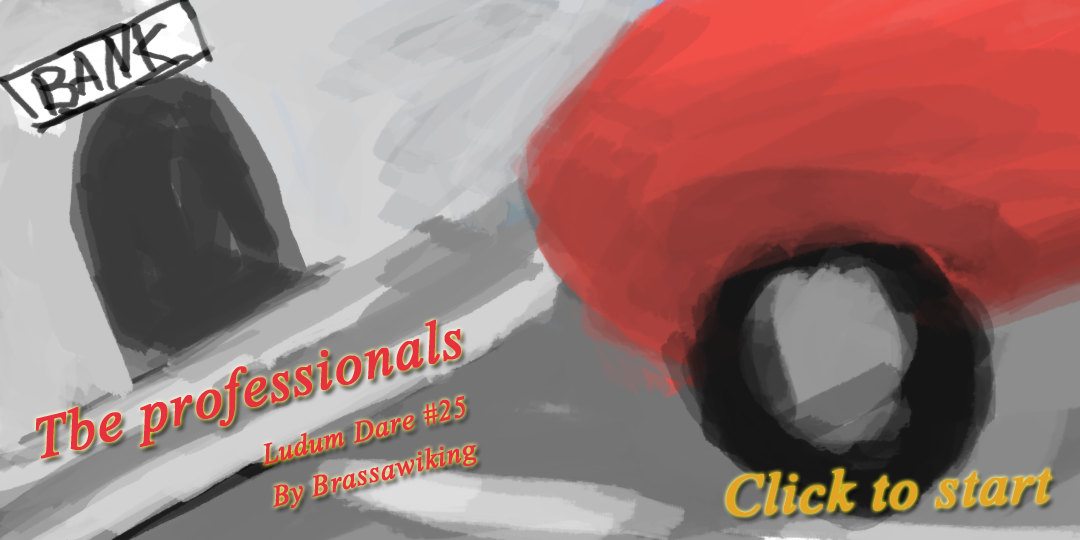 BANK
Tbe professionals
Ludum Dare #25
By Brassawiking
Click to start